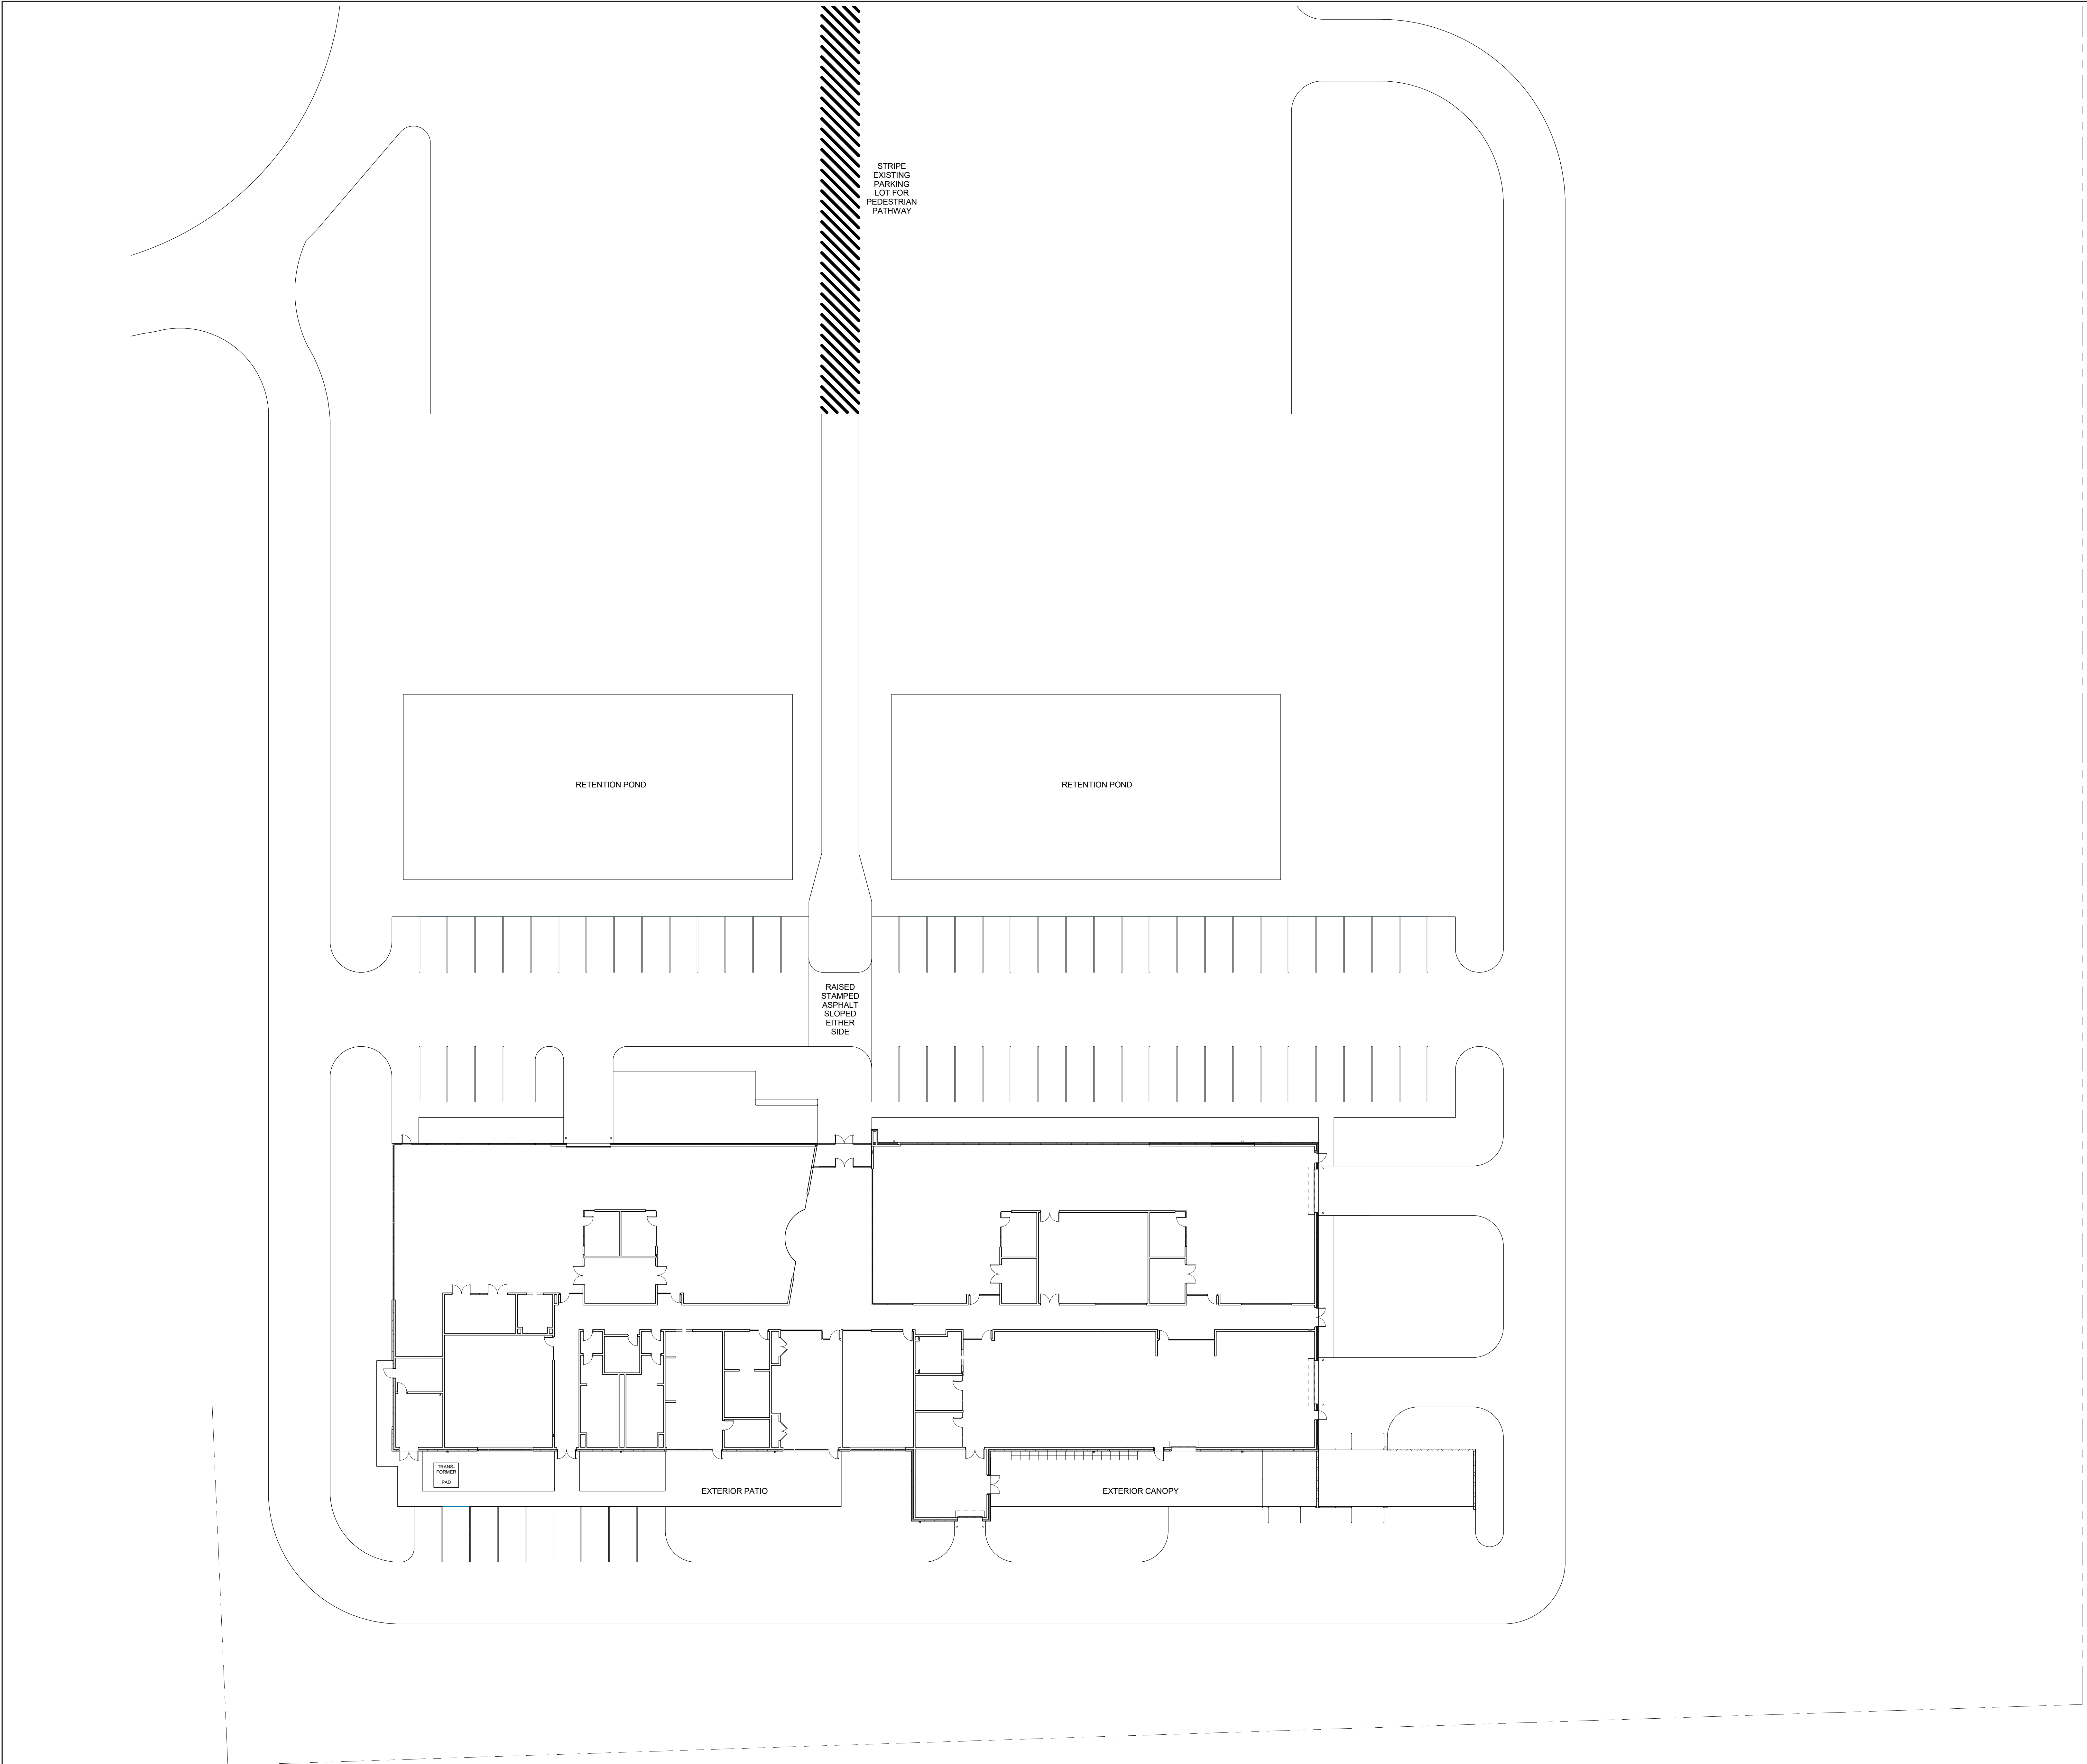 STRIPE
EXISTING
PARKING
LOT FOR
PEDESTRIAN
PATHWAY
RETENTION POND
RETENTION POND
RAISED
STAMPED
ASPHALT
SLOPED
EITHER
SIDE
TRANS-
FORMER
PAD
EXTERIOR PATIO
EXTERIOR CANOPY